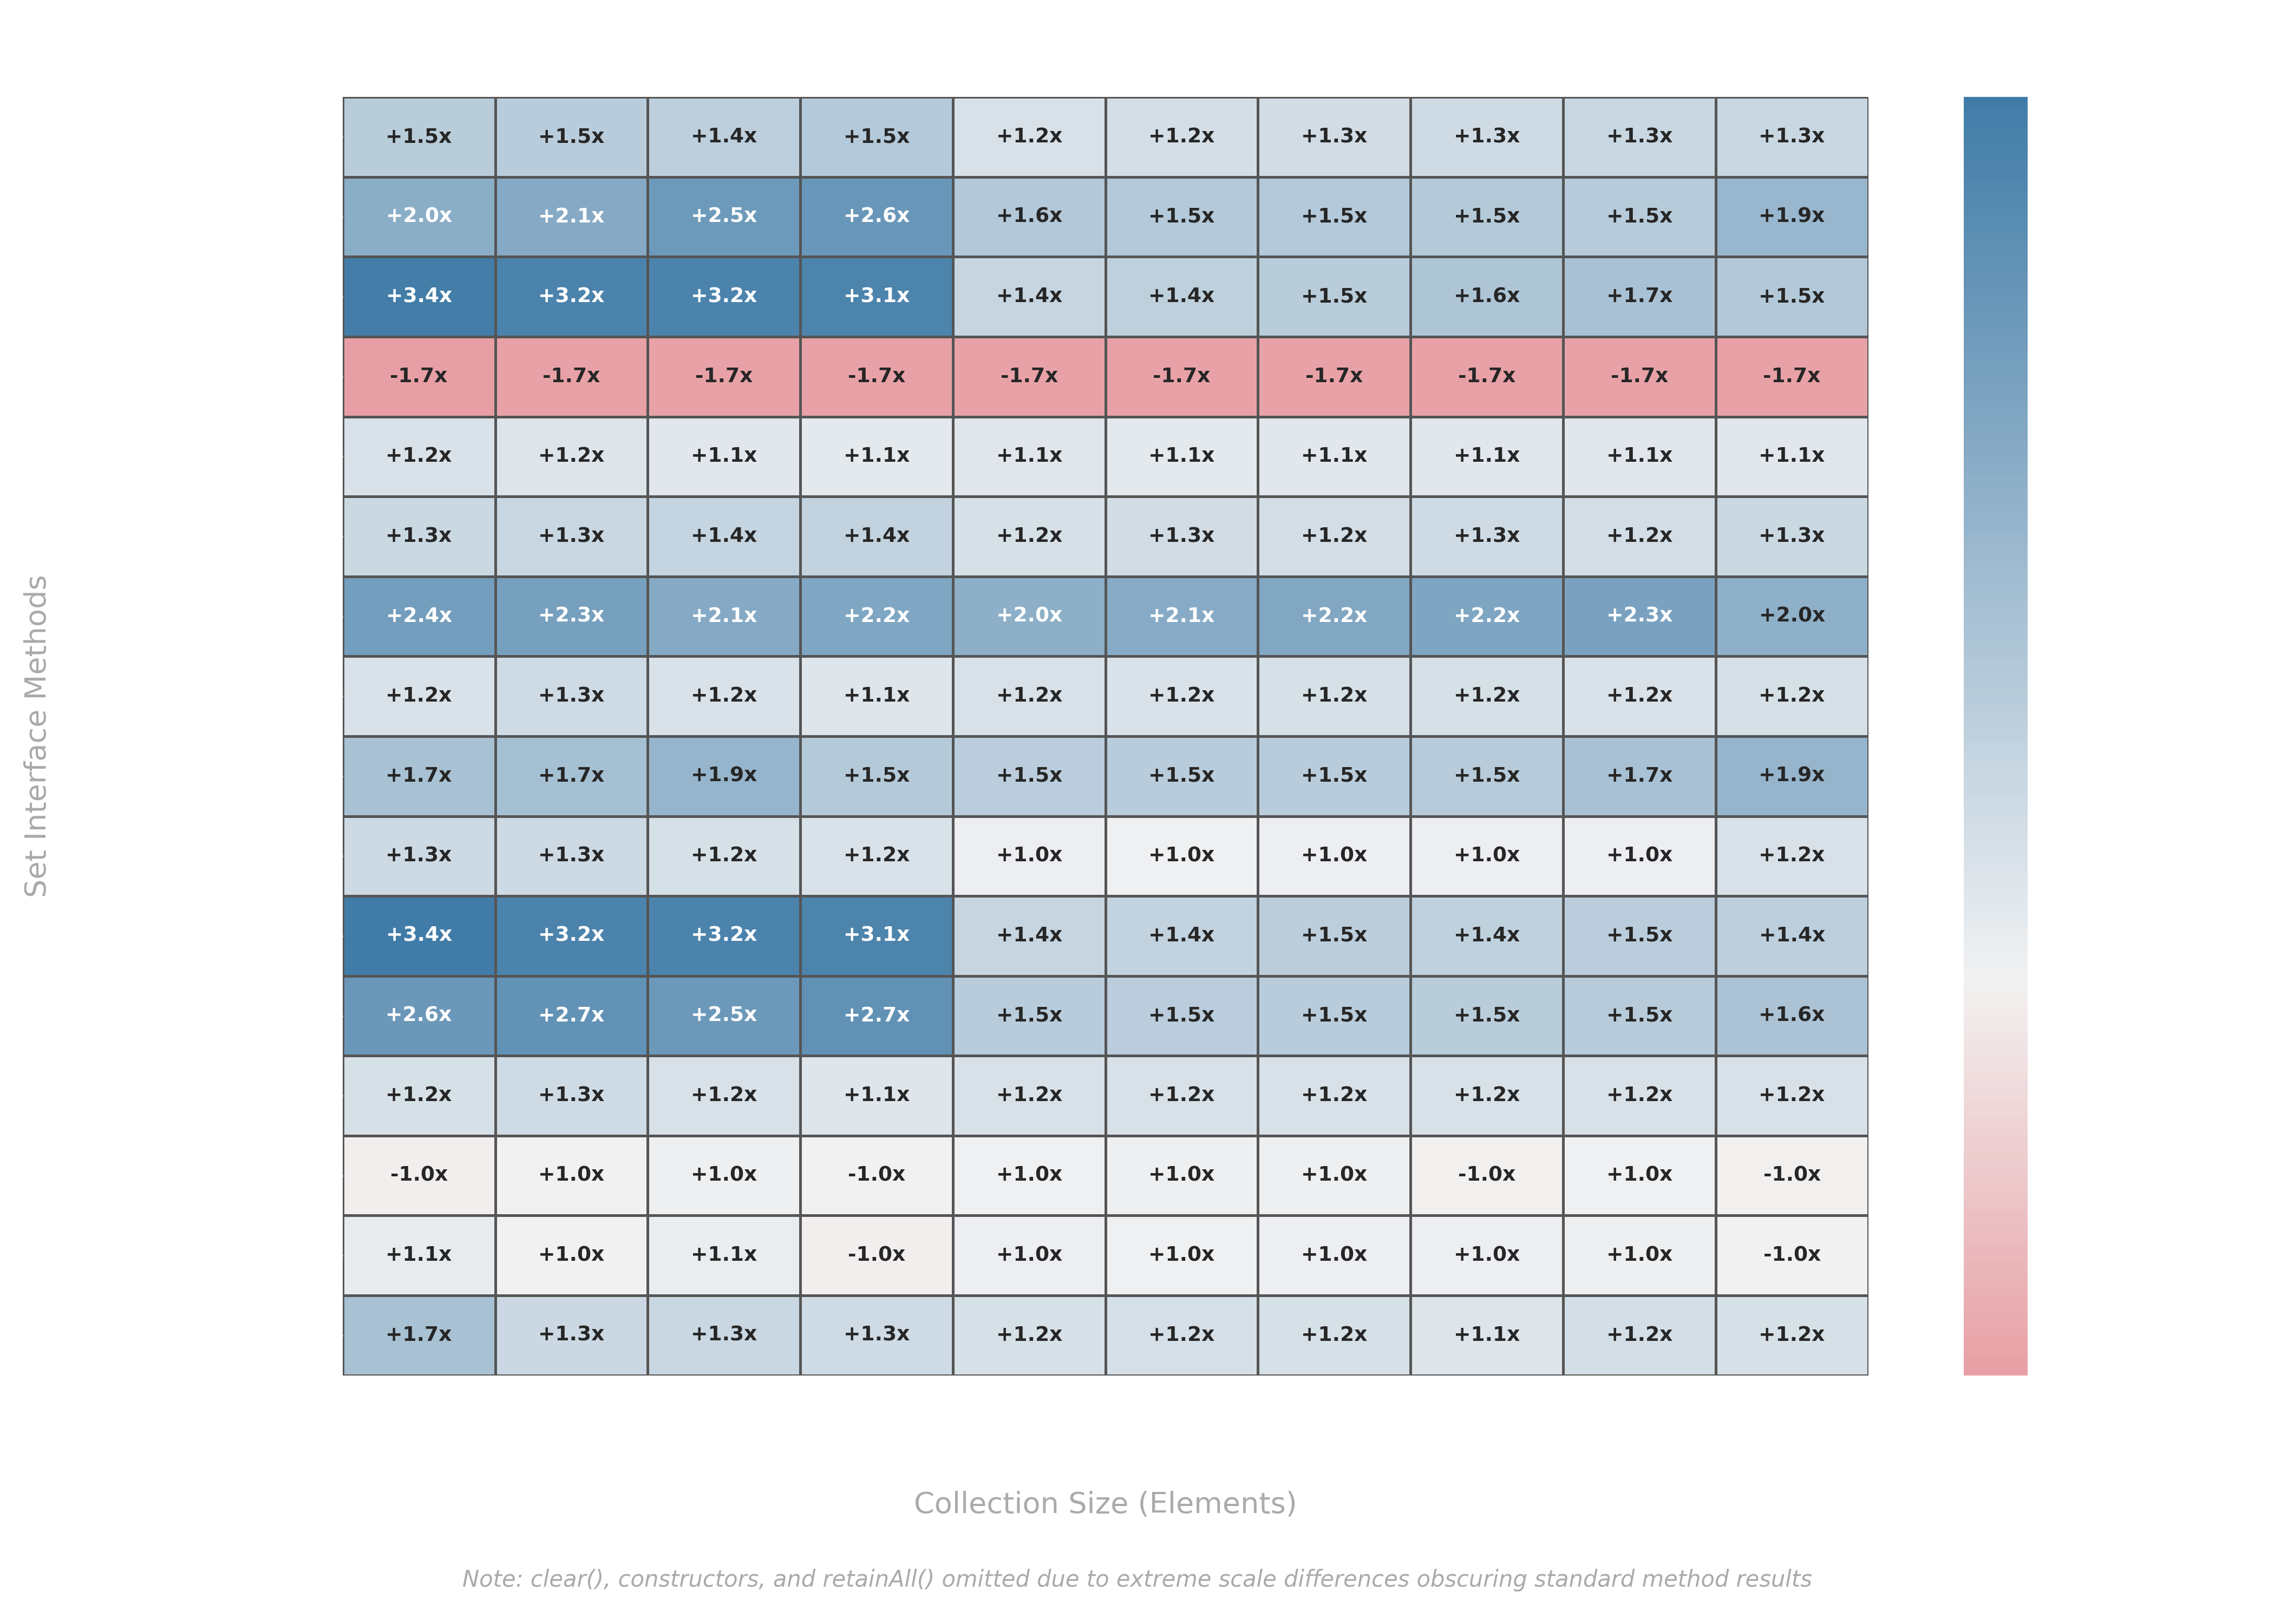 +1.5x +1.5x +1.4x +1.5x +1.2x +1.2x +1.3x +1.3x +1.3x +1.3x
+2.0x +2.1x +2.5x +2.6x +1.6x +1.5x +1.5x +1.5x +1.5x +1.9x
+3.4x +3.2x +3.2x +3.1x +1.4x +1.4x +1.5x +1.6x +1.7x +1.5x
-1.7x -1.7x -1.7x -1.7x -1.7x -1.7x -1.7x -1.7x -1.7x -1.7x
+1.2x +1.2x +1.1x +1.1x +1.1x +1.1x +1.1x +1.1x +1.1x +1.1x
+1.3x +1.3x +1.4x +1.4x +1.2x +1.3x +1.2x +1.3x +1.2x +1.3x
+2.4x +2.3x +2.1x +2.2x +2.0x +2.1x +2.2x +2.2x +2.3x +2.0x
+1.2x +1.3x +1.2x +1.1x +1.2x +1.2x +1.2x +1.2x +1.2x +1.2x
+1.7x +1.7x +1.9x +1.5x +1.5x +1.5x +1.5x +1.5x +1.7x +1.9x
+1.3x +1.3x +1.2x +1.2x +1.0x +1.0x +1.0x +1.0x +1.0x +1.2x
+3.4x +3.2x +3.2x +3.1x +1.4x +1.4x +1.5x +1.4x +1.5x +1.4x
+2.6x +2.7x +2.5x +2.7x +1.5x +1.5x +1.5x +1.5x +1.5x +1.6x
+1.2x +1.3x +1.2x +1.1x +1.2x +1.2x +1.2x +1.2x +1.2x +1.2x
-1.0x +1.0x +1.0x -1.0x +1.0x +1.0x +1.0x -1.0x +1.0x -1.0x
+1.1x +1.0x +1.1x -1.0x +1.0x +1.0x +1.0x +1.0x +1.0x -1.0x
+1.7x +1.3x +1.3x +1.3x +1.2x +1.2x +1.2x +1.1x +1.2x +1.2x
Set Interface Methods
Collection Size (Elements)
Note: clear(), constructors, and retainAll() omitted due to extreme scale differences obscuring standard method results